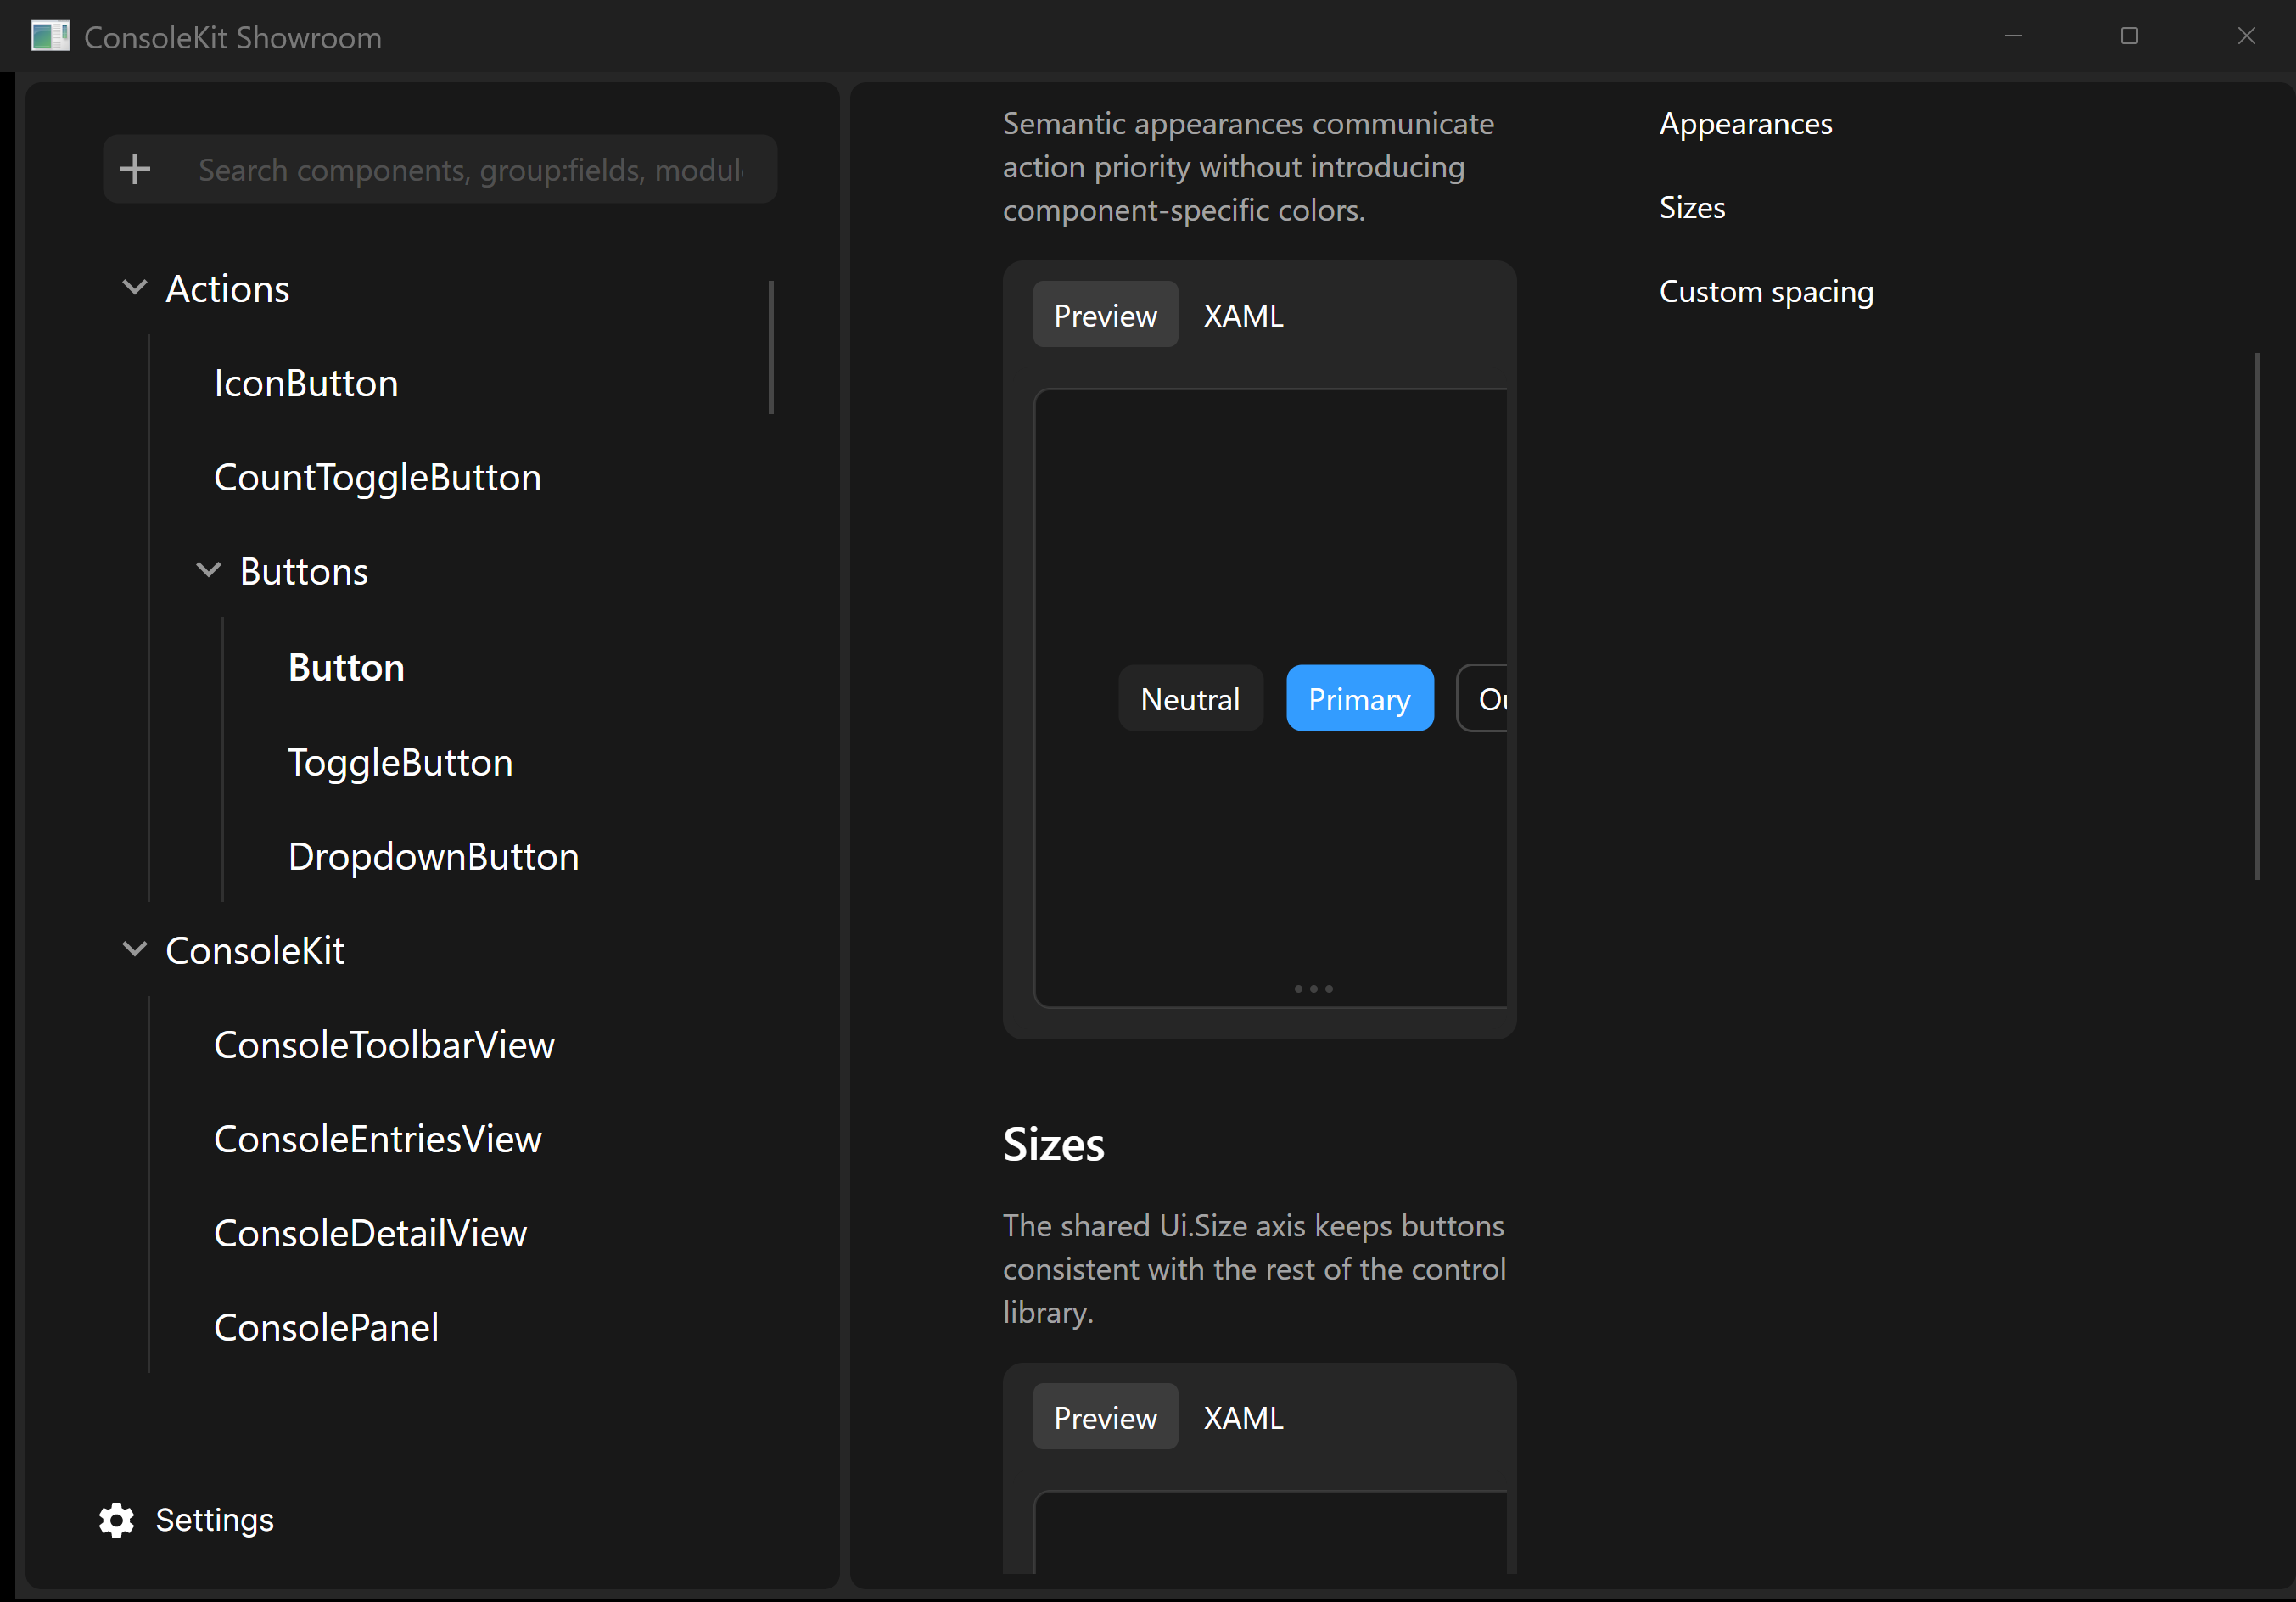 ConsoleKit Showroom
Search components, group:fields, modul
Actions
IconButton
CountToggleButton
Buttons
Button
ToggleButton
DropdownButton
ConsoleKit
ConsoleToolbarView
ConsoleEntriesView
ConsoleDetailView
ConsolePanel
Settings
Semantic appearances communicate
action priority without introducing
component-specific colors.
Preview XAML
Neutral Primary Ou
Sizes
The shared Ui.Size axis keeps buttons
consistent with the rest of the control
library.
Preview XAML
Appearances
Sizes
Custom spacing